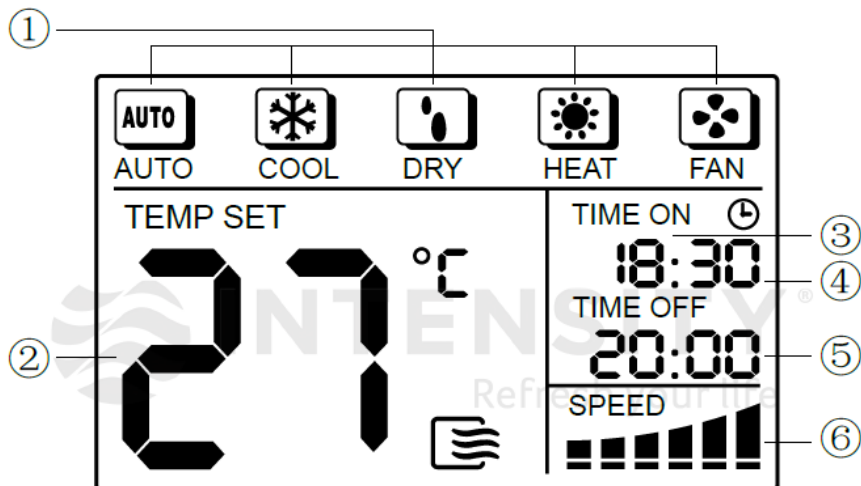 ①
AUTO
AUTO COOL DRY HEAT FAN
TEMP SET
27 °C
TIME ON
③
18:30
④
TIME OFF
②
20:00
⑤
INTENSITY®
Refresh your life
SPEED
⑥